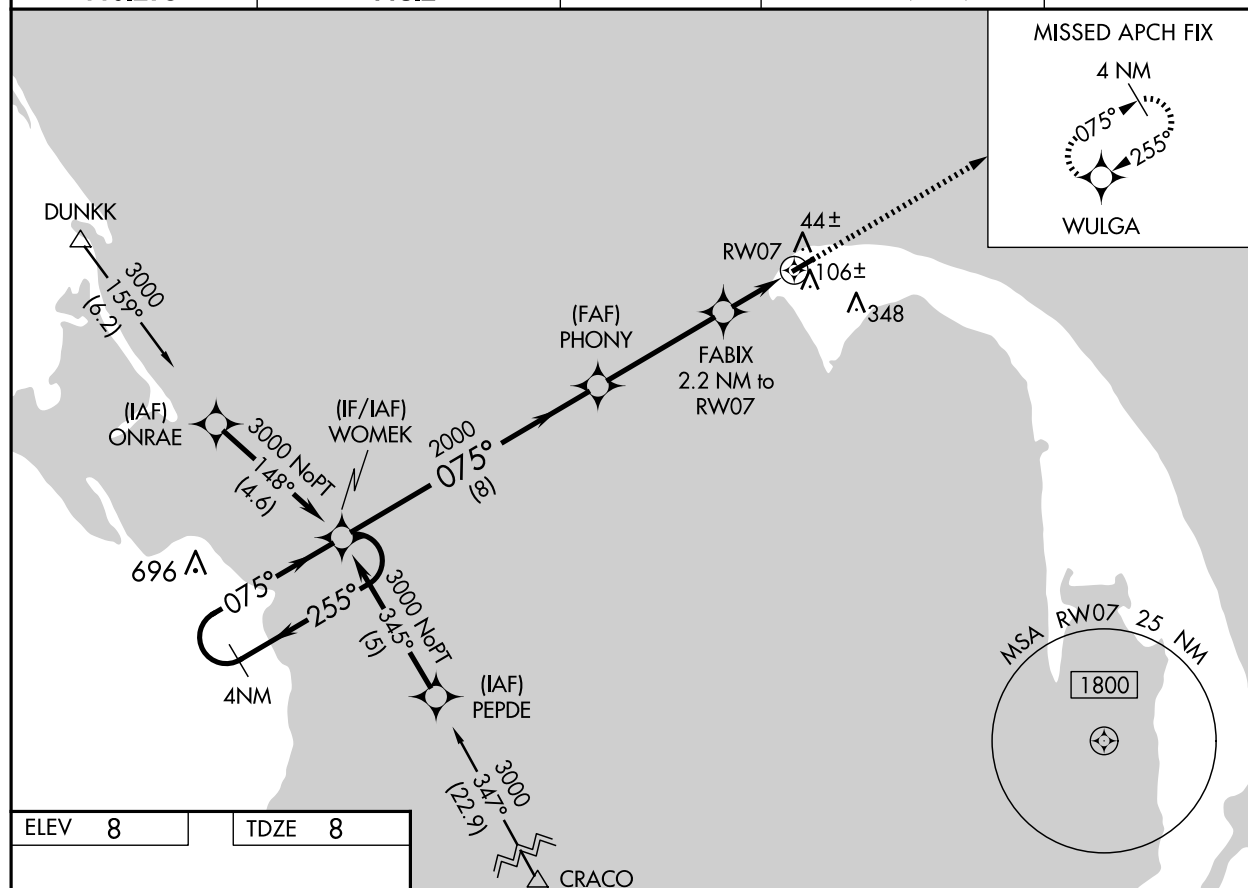 MISSED APCH FIX
4 NM
075°
255°
WULGA
DUNKK
3000
159°
(6.2)
44±
RW07
106±
348
(FAF)
PHONY
FABIX
2.2 NM to
RW07
(IAF)
ONRAE
(IF/IAF)
WOMEK
3000 NoPT
148°
(4.6)
2000
075°
(8)
696
075°
255°
4NM
3000 NoPT
345°
(5)
(IAF)
PEPDE
3000
347°
(22.9)
CRACO
MSA RW07 25 NM
1800
ELEV 8
TDZE 8